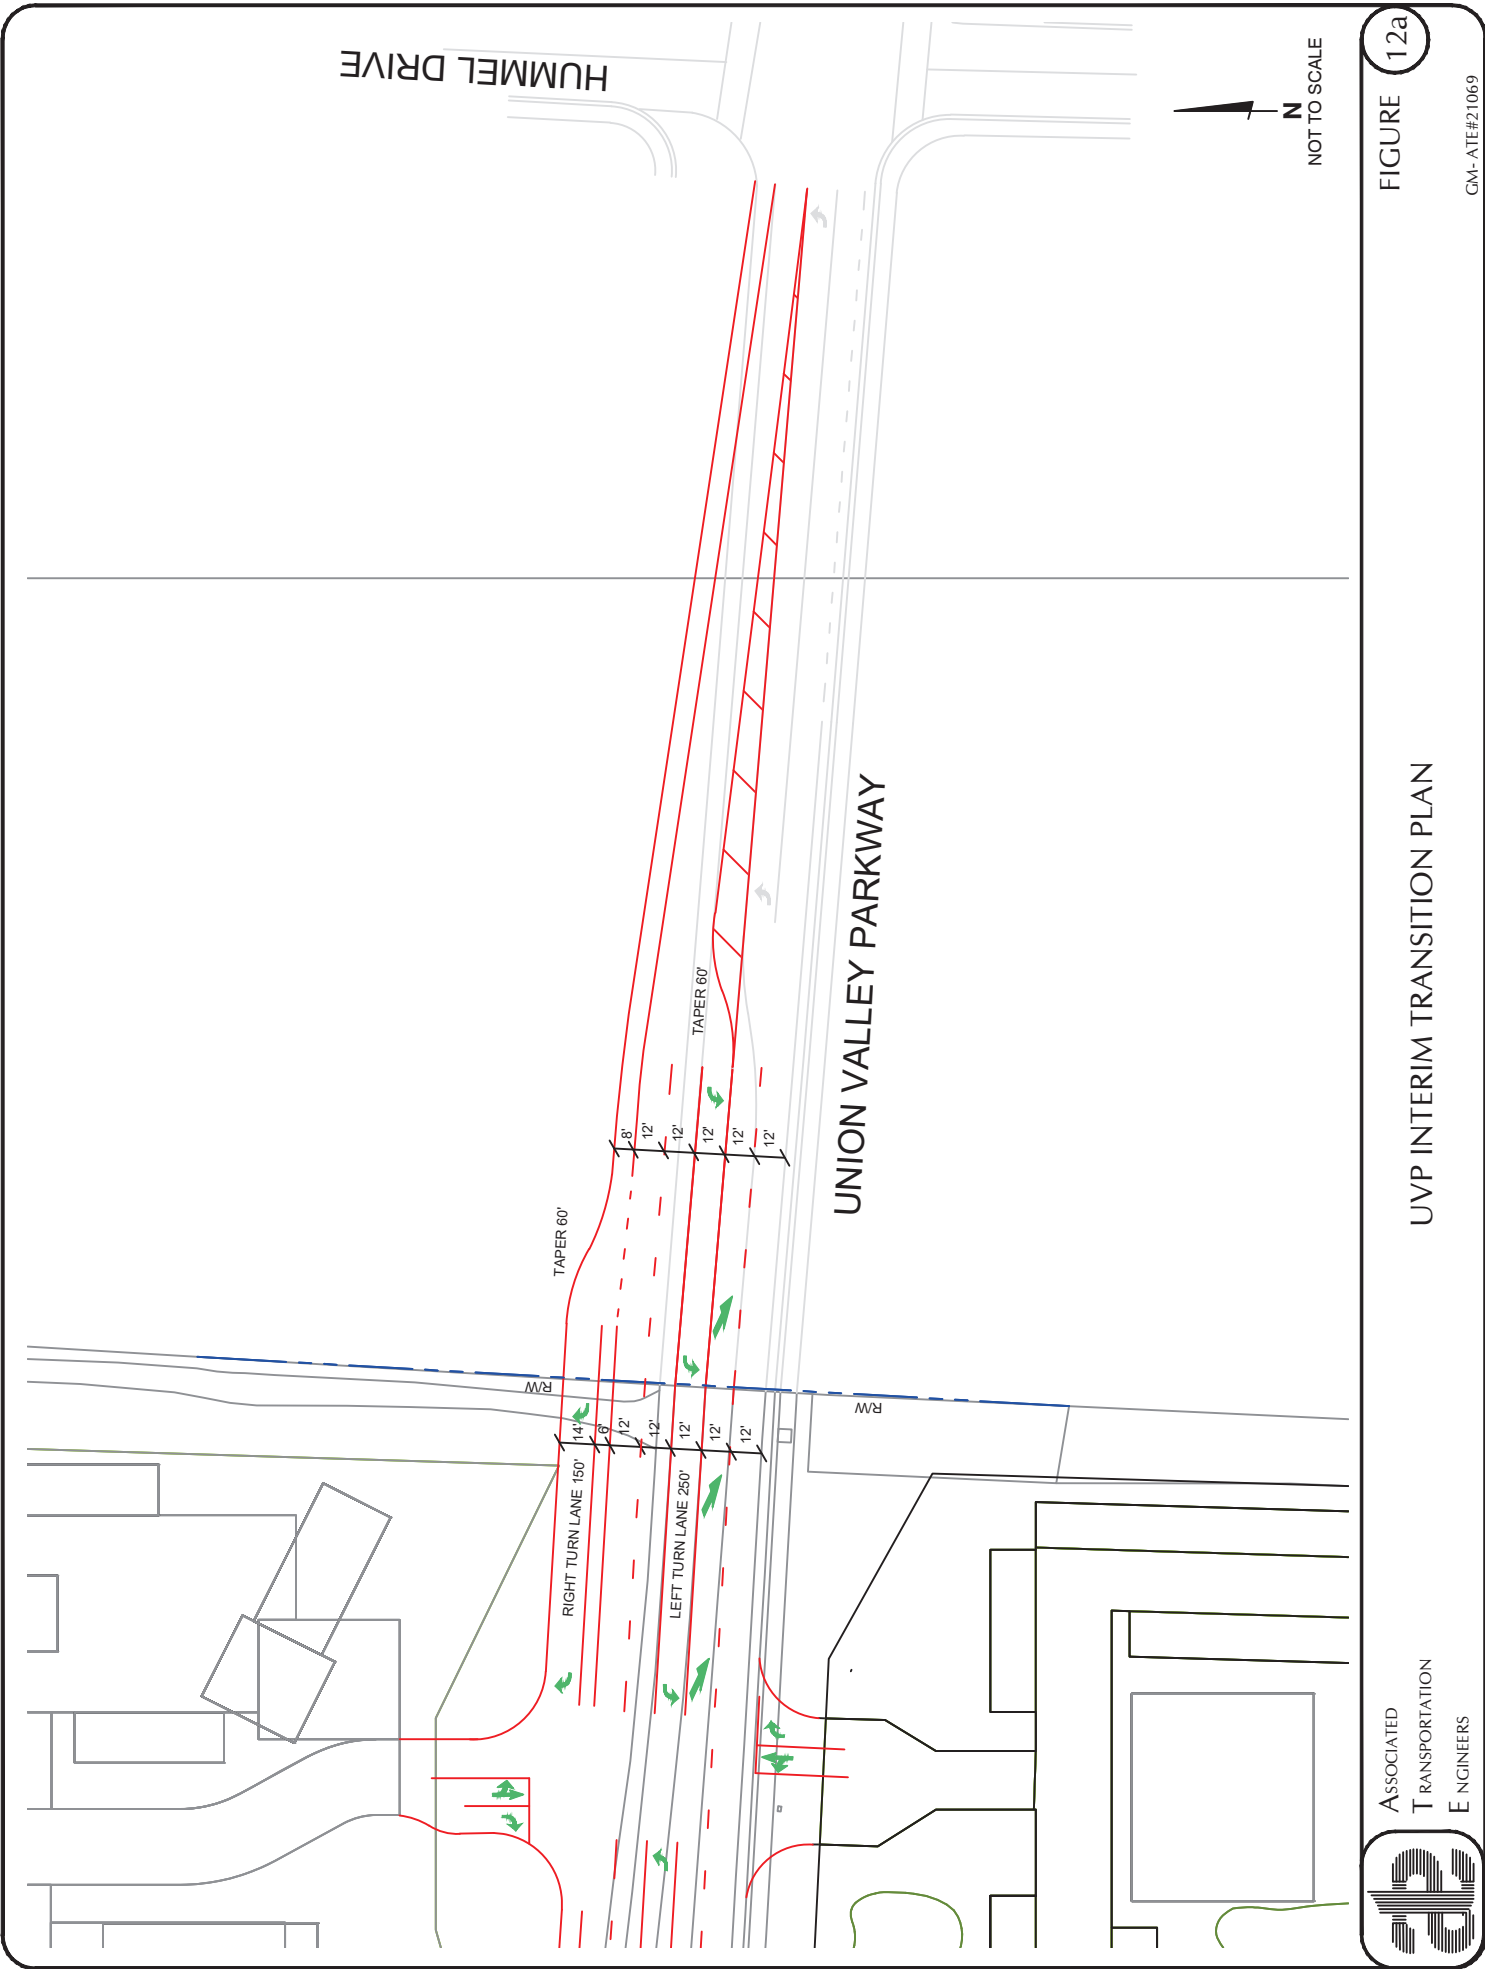 HUMMEL DRIVE
N
NOT TO SCALE
TAPER 60'
TAPER 60'
UNION VALLEY PARKWAY
8'
12'
12'
12'
12'
12'
R/W
R/W
14'
6'
12'
12'
12'
12'
12'
RIGHT TURN LANE 150'
LEFT TURN LANE 250'
ASSOCIATED
TRANSPORTATION
ENGINEERS
UVP INTERIM TRANSITION PLAN
FIGURE 12a
GM- ATE#21069